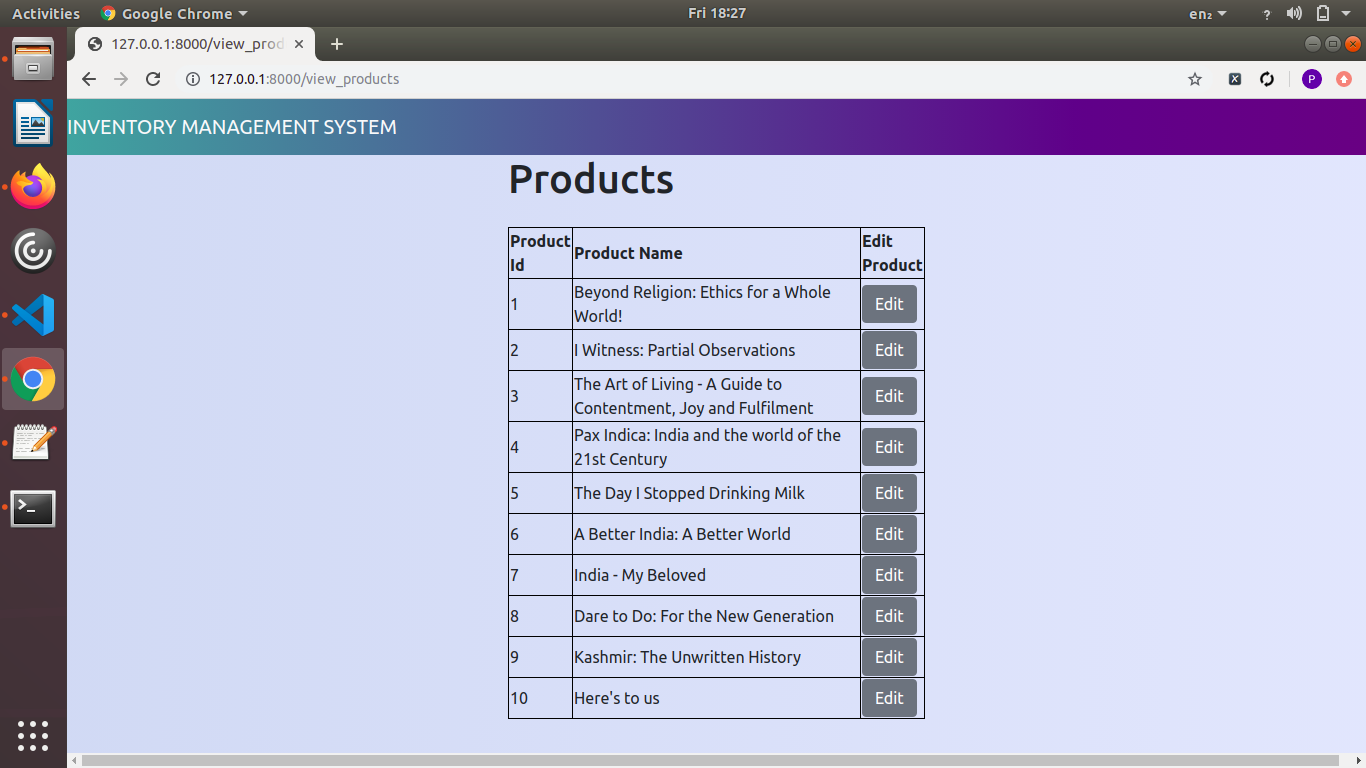 Activities Google Chrome Fri 18:27 en₂ ?
127.0.0.1:8000/view_prod
127.0.0.1:8000/view_products P
INVENTORY MANAGEMENT SYSTEM
Products
Product Id Product Name Edit Product
1 Beyond Religion: Ethics for a Whole
World! Edit
2 I Witness: Partial Observations Edit
3 The Art of Living - A Guide to
Contentment, Joy and Fulfilment Edit
4 Pax Indica: India and the world of the
21st Century Edit
5 The Day I Stopped Drinking Milk Edit
6 A Better India: A Better World Edit
7 India - My Beloved Edit
8 Dare to Do: For the New Generation Edit
9 Kashmir: The Unwritten History Edit
10 Here's to us Edit